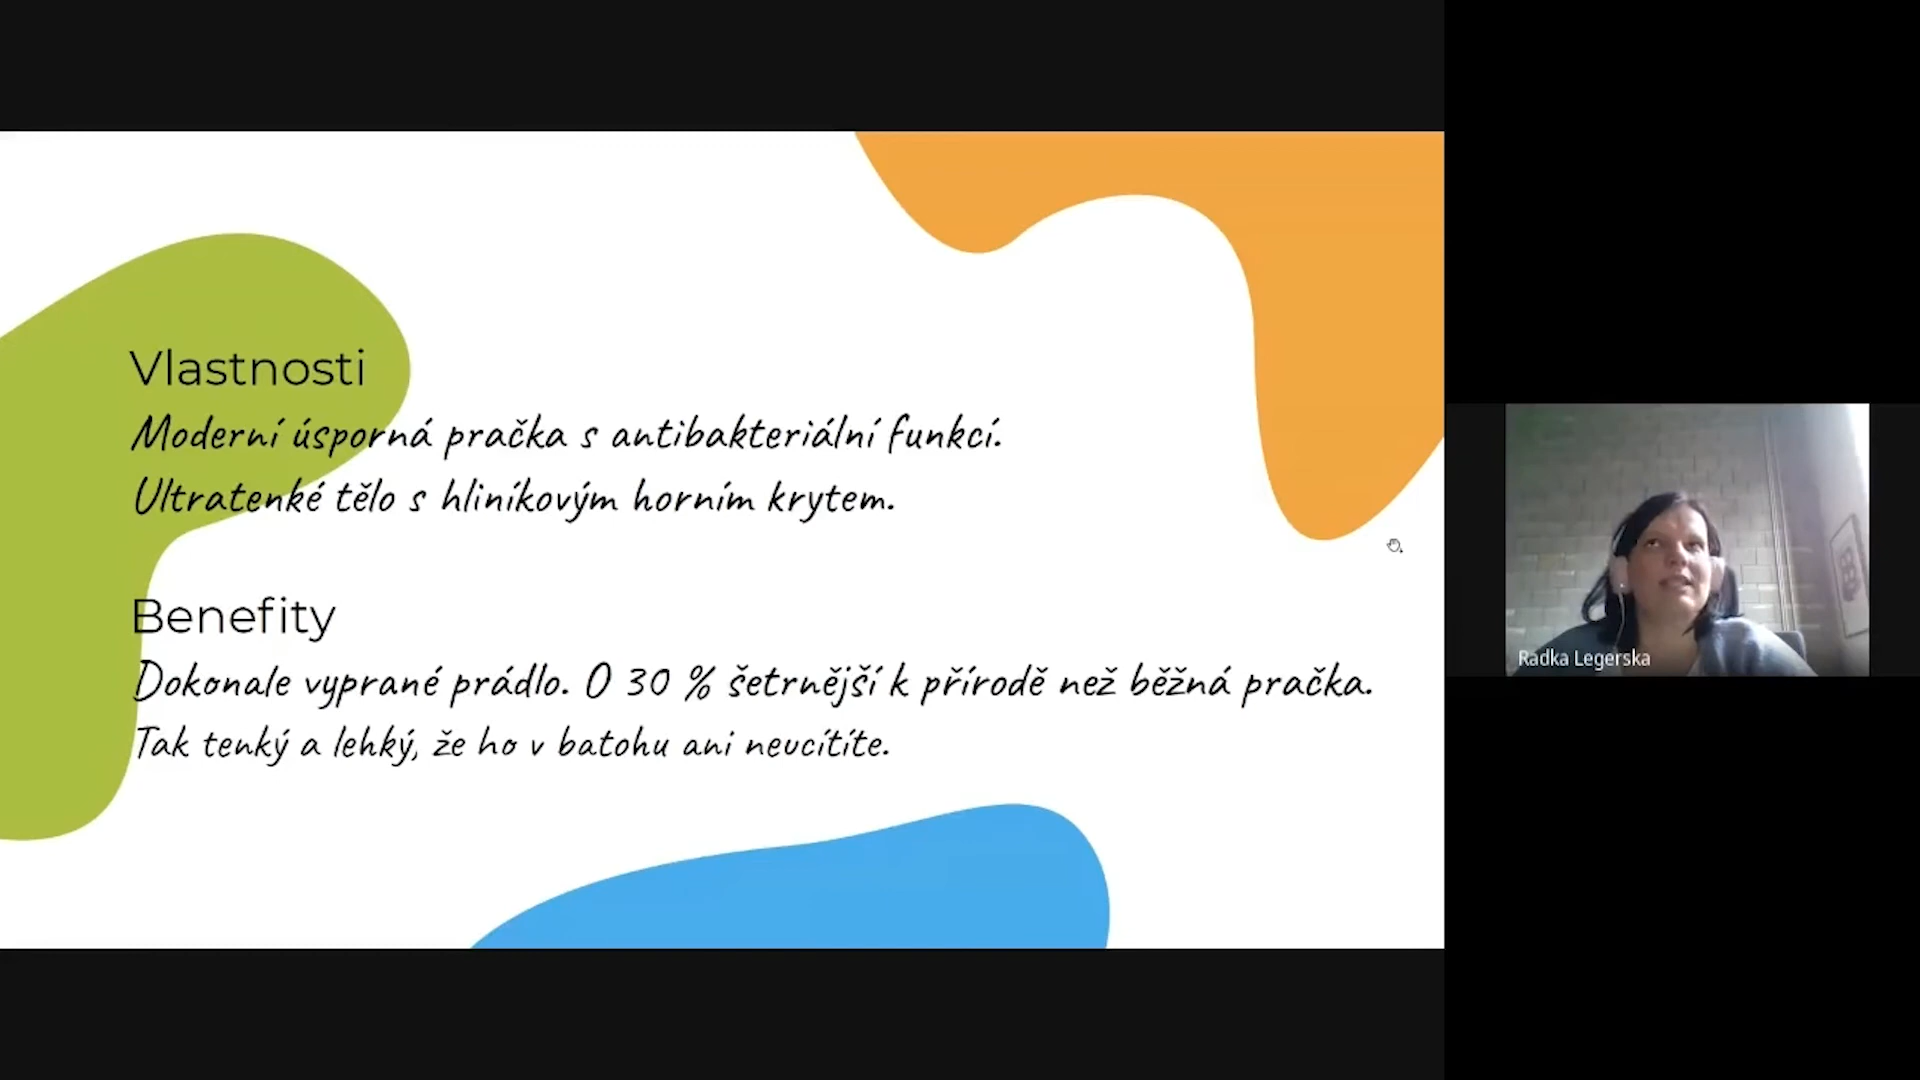 Vlastnosti
Moderní úsporná pračka s antibakteriální funkcí.
Ultratenké tělo s hliníkovým horním krytem.
Benefity
Dokonale vyprané prádlo. O 30 % šetrnější k přírodě než běžná pračka.
Tak tenký a lehký, že ho v batohu ani neucítíte.
Radka Legerska